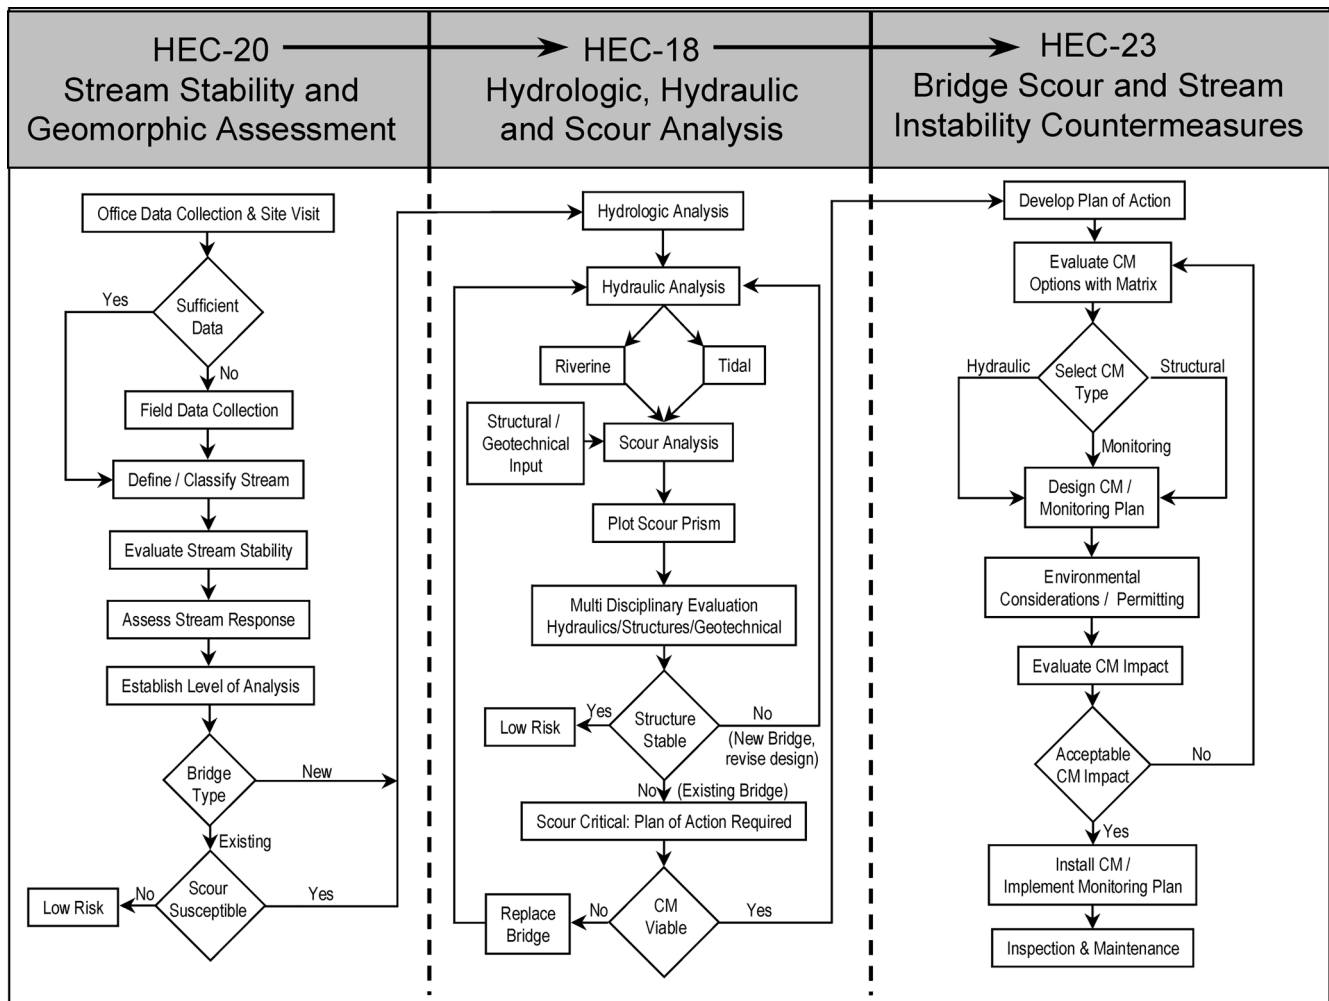 HEC-20
Stream Stability and
Geomorphic Assessment
HEC-18
Hydrologic, Hydraulic
and Scour Analysis
HEC-23
Bridge Scour and Stream
Instability Countermeasures
Office Data Collection & Site Visit
Yes
Sufficient
Data
No
Field Data Collection
Define / Classify Stream
Evaluate Stream Stability
Assess Stream Response
Establish Level of Analysis
Bridge
Type
New
Existing
Scour
Susceptible
No
Low Risk
Yes
Hydrologic Analysis
Hydraulic Analysis
Riverine
Tidal
Structural /
Geotechnical
Input
Scour Analysis
Plot Scour Prism
Multi Disciplinary Evaluation
Hydraulics/Structures/Geotechnical
Low Risk
Yes
Structure
Stable
No
(New Bridge,
revise design)
No (Existing Bridge)
Scour Critical: Plan of Action Required
CM
Viable
No
Replace
Bridge
Yes
Develop Plan of Action
Evaluate CM
Options with Matrix
Hydraulic
Select CM
Type
Structural
Monitoring
Design CM /
Monitoring Plan
Environmental
Considerations / Permitting
Evaluate CM Impact
Acceptable
CM Impact
No
Yes
Install CM /
Implement Monitoring Plan
Inspection & Maintenance